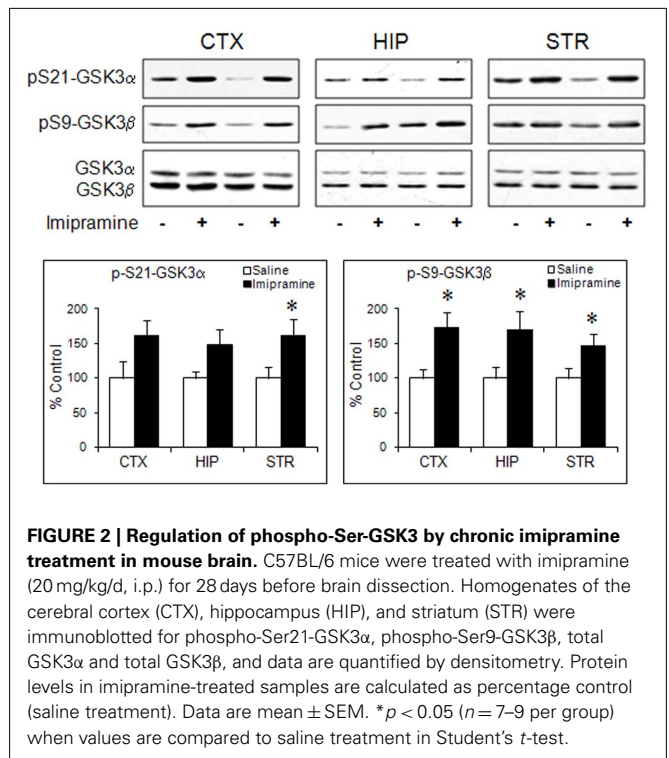 CTX HIP STR
pS21-GSK3α
pS9-GSK3β
GSK3α
GSK3β
Imipramine - + - + - + - + - + - +
p-S21-GSK3α
Saline
Imipramine
*
% Control
200
150
100
50
0
CTX HIP STR
p-S9-GSK3β
Saline
Imipramine
* * *
% Control
200
150
100
50
0
CTX HIP STR
FIGURE 2 | Regulation of phospho-Ser-GSK3 by chronic imipramine
treatment in mouse brain. C57BL/6 mice were treated with imipramine
(20 mg/kg/d, i.p.) for 28 days before brain dissection. Homogenates of the
cerebral cortex (CTX), hippocampus (HIP), and striatum (STR) were
immunoblotted for phospho-Ser21-GSK3α, phospho-Ser9-GSK3β, total
GSK3α and total GSK3β, and data are quantified by densitometry. Protein
levels in imipramine-treated samples are calculated as percentage control
(saline treatment). Data are mean ± SEM. *p < 0.05 (n = 7–9 per group)
when values are compared to saline treatment in Student's t-test.